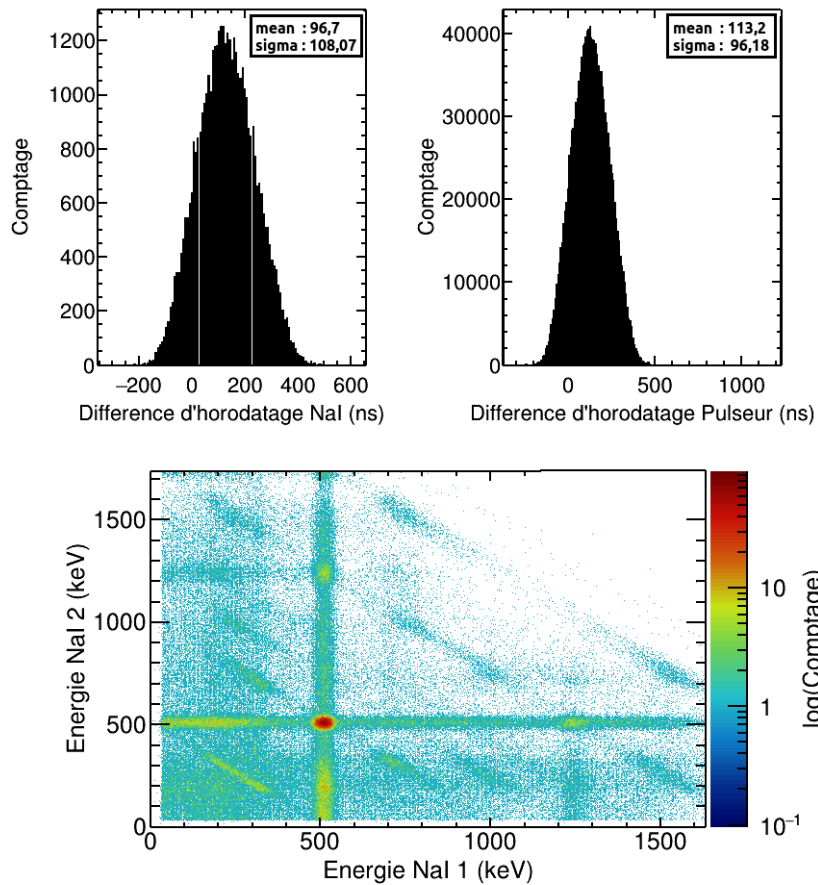 mean : 96,7
sigma : 108,07
1200
1000
800
600
400
200
0
Comptage
−200 0 200 400 600
Difference d'horodatage NaI (ns)
mean : 113,2
sigma : 96,18
40000
30000
20000
10000
0
Comptage
0 500 1000
Difference d'horodatage Pulseur (ns)
1500
1000
500
0
Energie NaI 2 (keV)
0 500 1000 1500
Energie NaI 1 (keV)
10
1
10⁻¹
log(Comptage)